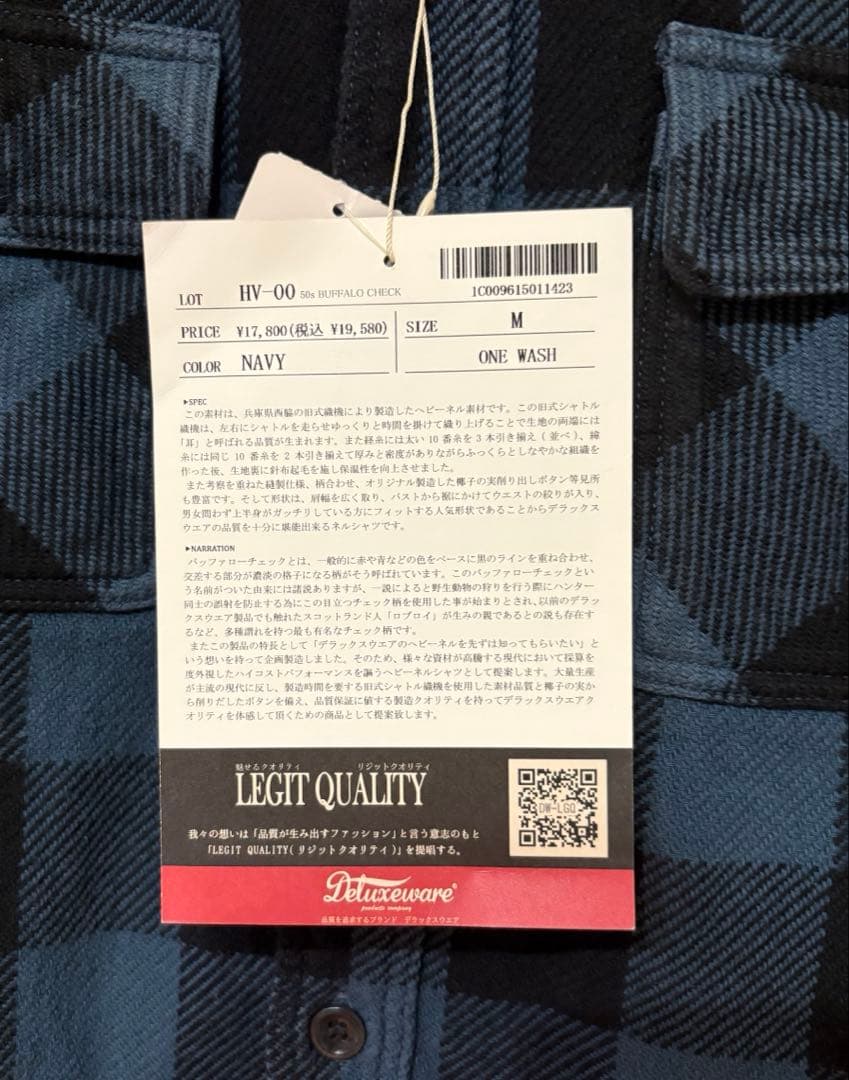 LOT HV-00 50s BUFFALO CHECK
1C009615011423
PRICE ¥17,800(税込 ¥19,580) SIZE M
COLOR NAVY ONE WASH
▶SPEC
この素材は、兵庫県西脇の旧式織機により製造したヘビーネル素材です。この旧式シャトル
織機は、左右にシャトルを走らせゆっくりと時間を掛けて織り上げることで生地の両端には
「耳」と呼ばれる品質が生まれます。また経糸には太い10番糸を3本引き揃え(並べ)、緯
糸には同じ 10 番糸を 2 本引き揃えて厚みと密度がありながらふっくらとしなやかな組織を
作った後、生地裏に針布起毛を施し保温性を向上させました。
また考察を重ねた縫製仕様、柄合わせ、オリジナル製造した椰子の実削り出しボタン等見所
も豊富です。そして形状は、肩幅を広く取り、バストから裾にかけてウエストの絞りが入り、
男女問わず上半身がガッチリしている方にフィットする人気形状であることからデラックス
ウエアの品質を十分に堪能出来るネルシャツです。
▶NARRATION
バッファローチェックとは、一般的に赤や青などの色をベースに黒のラインを重ね合わせ、
交差する部分が濃淡の格子になる柄がそう呼ばれています。このバッファローチェックとい
う名前がついた由来には諸説ありますが、一説によると野生動物の狩りを行う際にハンター
同士の誤射を防止する為にこの目立つチェック柄を使用した事が始まりとされ、以前のデラッ
クスウエア製品でも触れたスコットランド人「ロブロイ」が生みの親であるとの説も存在す
るなど、多種謂れを持つ最も有名なチェック柄です。
またこの製品の特長として「デラックスウエアのヘビーネルを先ずは知ってもらいたい」と
いう想いを持って企画製造しました。そのため、様々な資材が高騰する現代において採算を
度外視したハイコストパフォーマンスを謳うヘビーネルシャツとして提案します。大量生産
が主流の現代に反し、製造時間を要する旧式シャトル織機を使用した素材品質と椰子の実か
ら削りだしたボタンを備え、品質保証に値する製造クオリティを持ってデラックスウエアク
オリティを体感して頂くための商品として提案致します。
魅せるクオリティ リジットクオリティ
LEGIT QUALITY
DW-LGQ
我々の想いは「品質が生み出すファッション」と言う意志のもと
「LEGIT QUALITY(リジットクオリティ)」を提唱する。
Deluxeware®
products company
品質を追求するブランド デラックスウエア